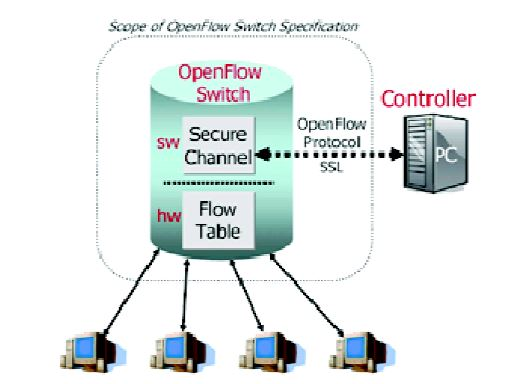 Scope of OpenFlow Switch Specification
OpenFlow
Switch
Controller
sw
Secure
Channel
OpenFlow
Protocol
SSL
PC
hw
Flow
Table